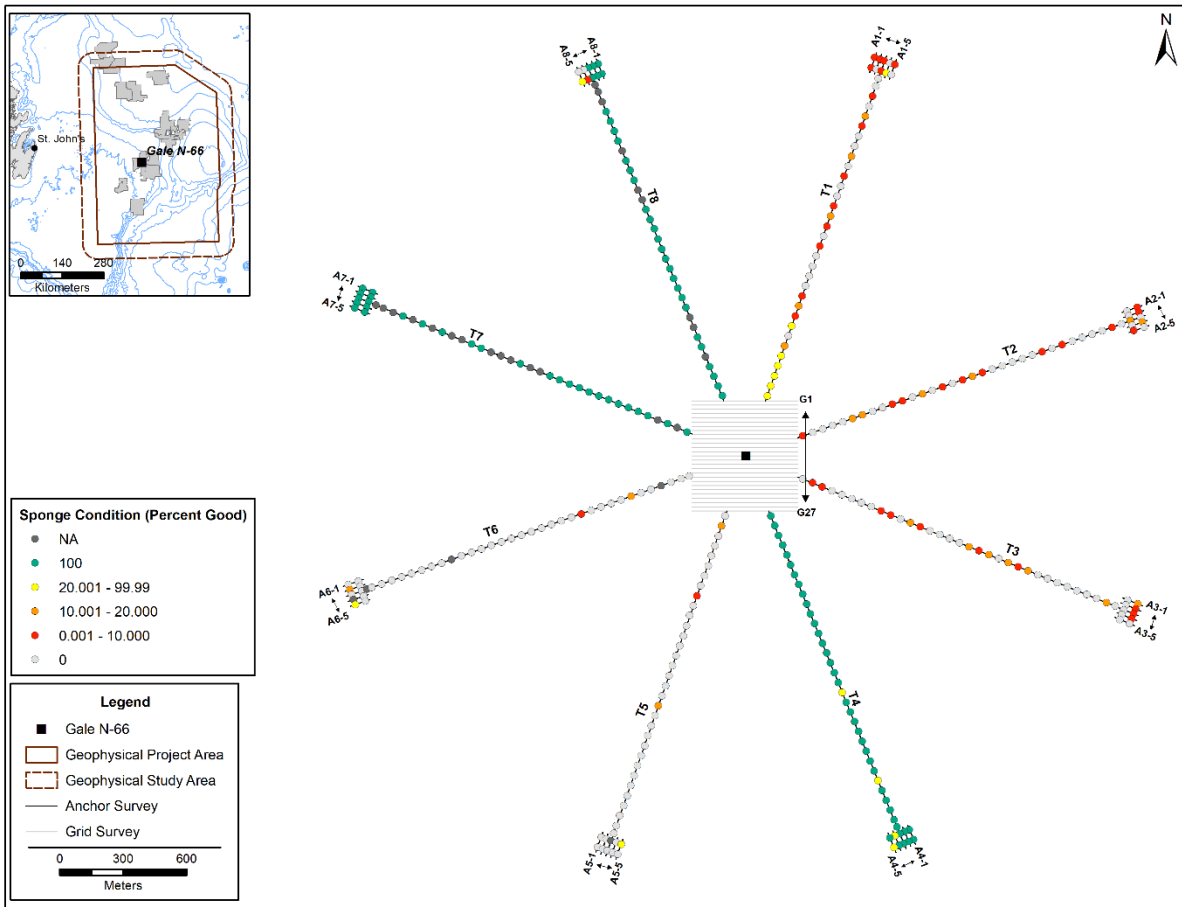 St. John's
Gale N-66
0 140 280
Kilometers
N
A8-1
A8-5
A1-1
A1-5
T8
T1
A7-1
A7-5
T7
A2-1
A2-5
T2
G1
G27
T6
A6-1
A6-5
T3
A3-1
A3-5
T5
T4
A5-1
A5-5
A4-5
A4-1
Sponge Condition (Percent Good)
NA
100
20.001 - 99.99
10.001 - 20.000
0.001 - 10.000
0
Legend
Gale N-66
Geophysical Project Area
Geophysical Study Area
Anchor Survey
Grid Survey
0 300 600
Meters